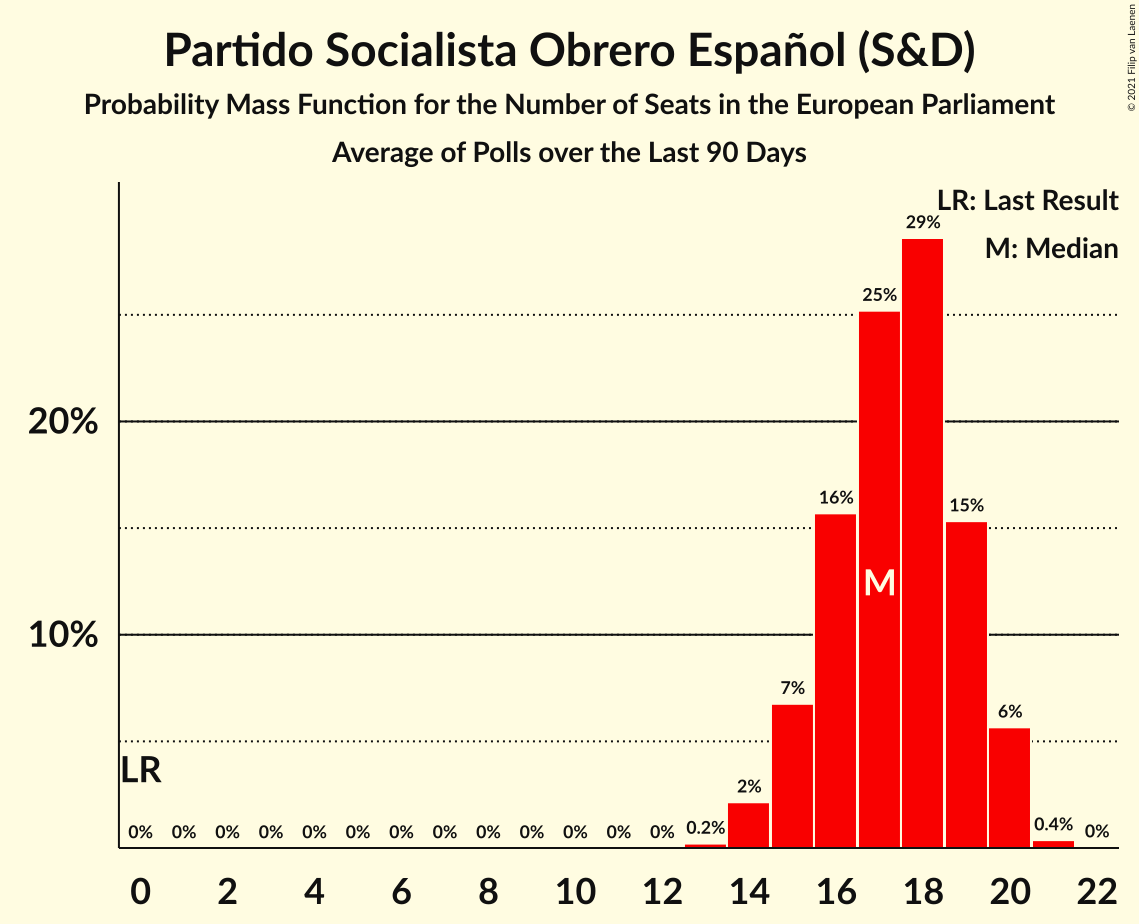 Partido Socialista Obrero Español (S&D)
Probability Mass Function for the Number of Seats in the European Parliament
Average of Polls over the Last 90 Days
© 2021 Filip van Laenen
LR: Last Result
M: Median
29%
25%
20%
16%
15%
M
10%
7%
6%
LR
2%
0% 0% 0% 0% 0% 0% 0% 0% 0% 0% 0% 0% 0% 0.2% 0.4% 0%
0 2 4 6 8 10 12 14 16 18 20 22